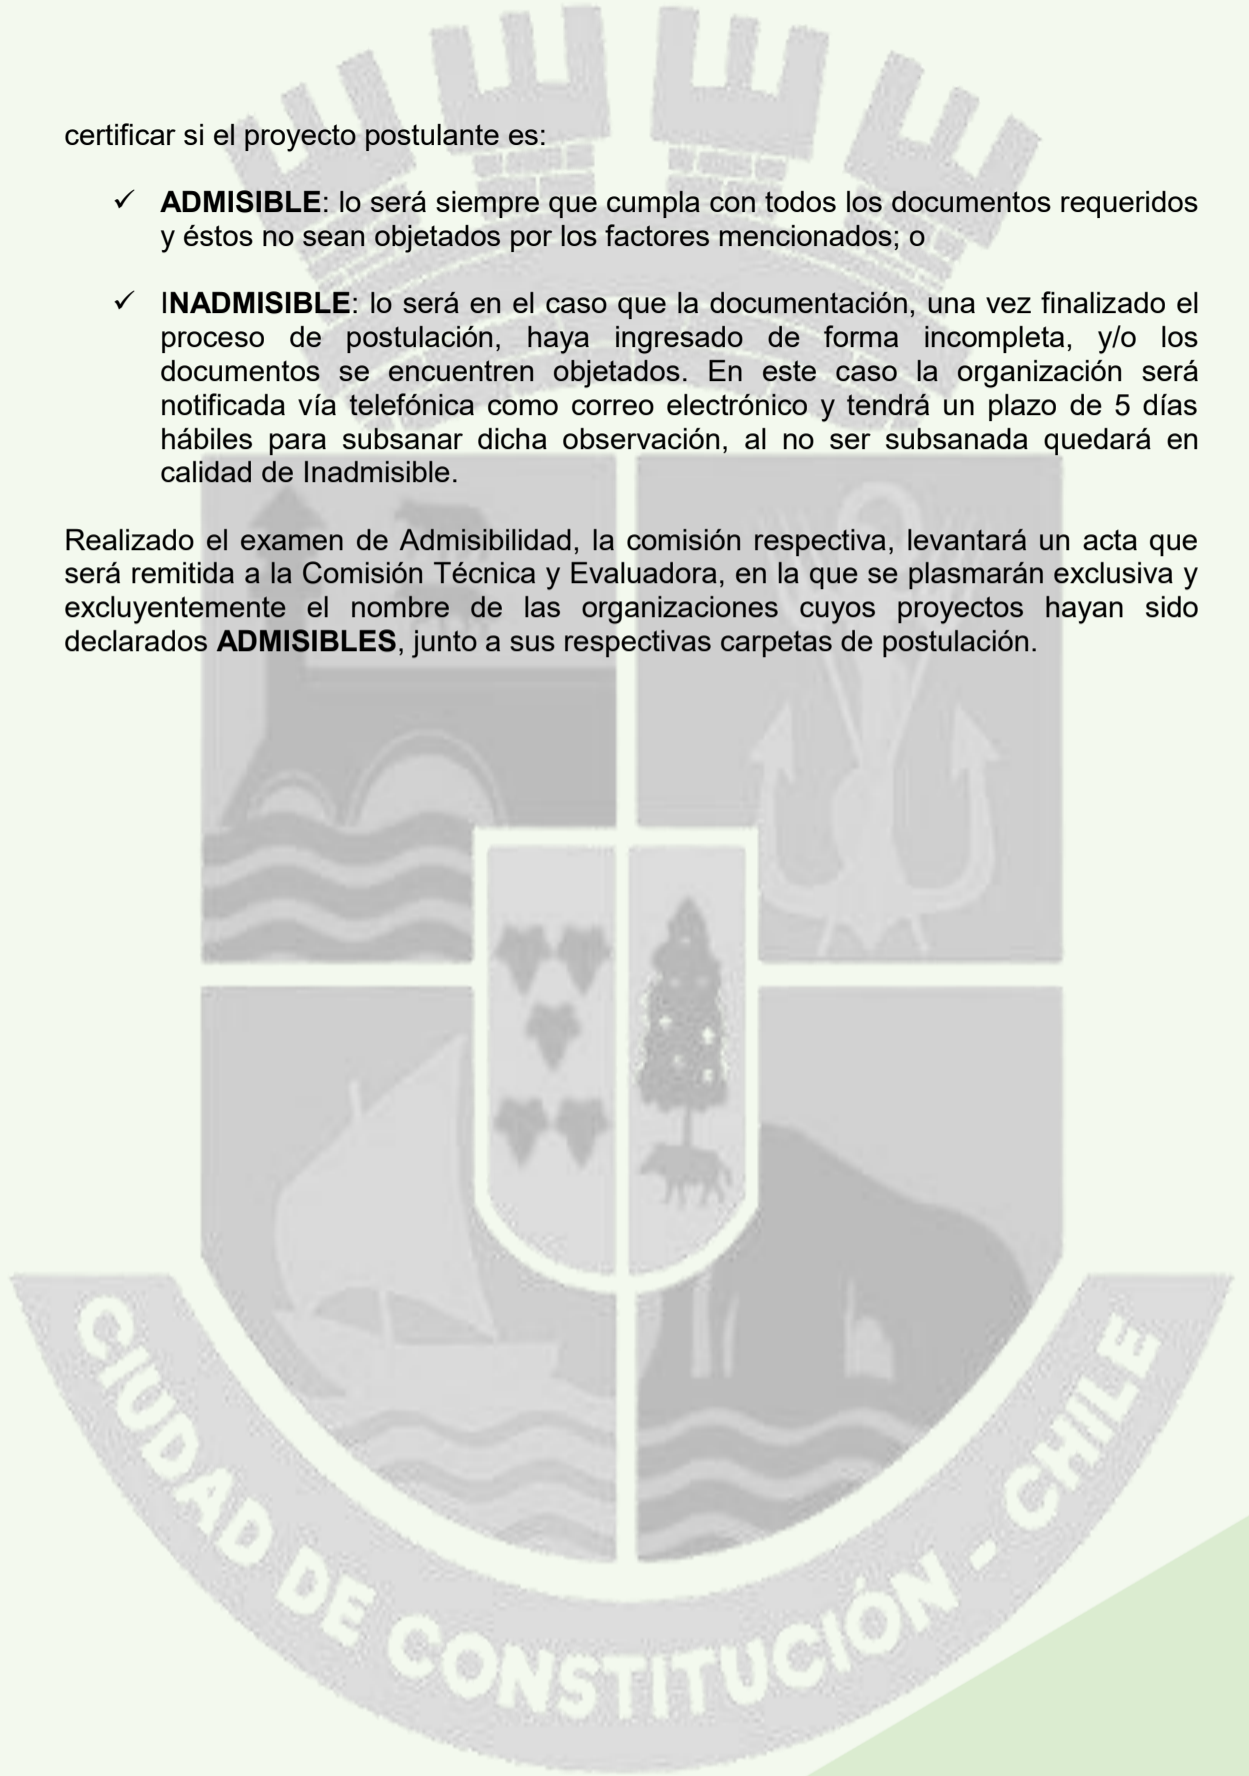 certificar si el proyecto postulante es:
✓ ADMISIBLE: lo será siempre que cumpla con todos los documentos requeridos
y éstos no sean objetados por los factores mencionados; o
✓ INADMISIBLE: lo será en el caso que la documentación, una vez finalizado el
proceso de postulación, haya ingresado de forma incompleta, y/o los
documentos se encuentren objetados. En este caso la organización será
notificada vía telefónica como correo electrónico y tendrá un plazo de 5 días
hábiles para subsanar dicha observación, al no ser subsanada quedará en
calidad de Inadmisible.
Realizado el examen de Admisibilidad, la comisión respectiva, levantará un acta que
será remitida a la Comisión Técnica y Evaluadora, en la que se plasmarán exclusiva y
excluyentemente el nombre de las organizaciones cuyos proyectos hayan sido
declarados ADMISIBLES, junto a sus respectivas carpetas de postulación.
CIUDAD DE CONSTITUCIÓN - CHILE